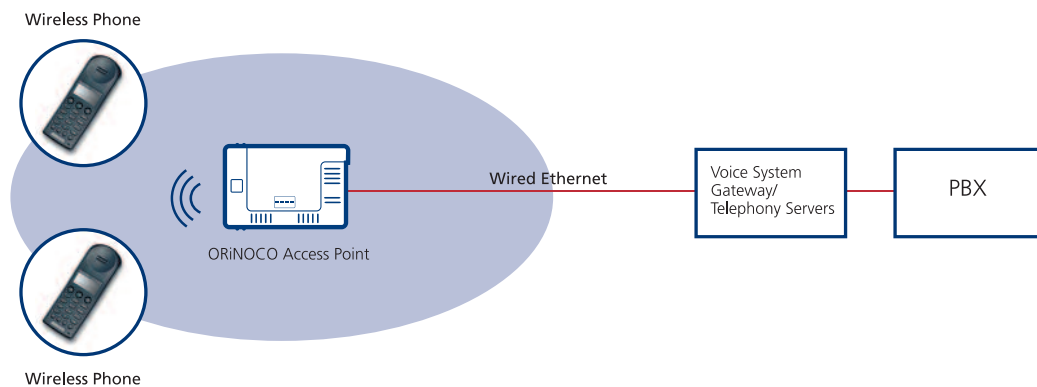 Wireless Phone
Wired Ethernet
Voice System
Gateway/
Telephony Servers
PBX
ORiNOCO Access Point
Wireless Phone